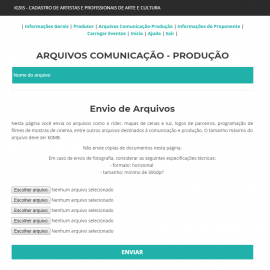 IGSIS - CADASTRO DE ARTISTAS E PROFISSIONAIS DE ARTE E CULTURA
| Informações Gerais | Produtor | Arquivos Comunicação-Produção | Informações do Proponente |
Carregar Eventos | Início | Ajuda | Sair |
ARQUIVOS COMUNICAÇÃO - PRODUÇÃO
Nome do arquivo
Envio de Arquivos
Nesta página você envia os arquivos como o rider, mapas de cenas e luz, logos de parceiros, programação de
filmes de mostras de cinema, entre outros arquivos destinados à comunicação e produção. O tamanho máximo do
arquivo deve ser 60MB.
Não envie cópias de documentos nesta página.
Em caso de envio de fotografia, considerar as seguintes especificações técnicas:
- formato: horizontal
- tamanho: mínimo de 300dpi"
Escolher arquivo Nenhum arquivo selecionado
Escolher arquivo Nenhum arquivo selecionado
Escolher arquivo Nenhum arquivo selecionado
Escolher arquivo Nenhum arquivo selecionado
Escolher arquivo Nenhum arquivo selecionado
ENVIAR